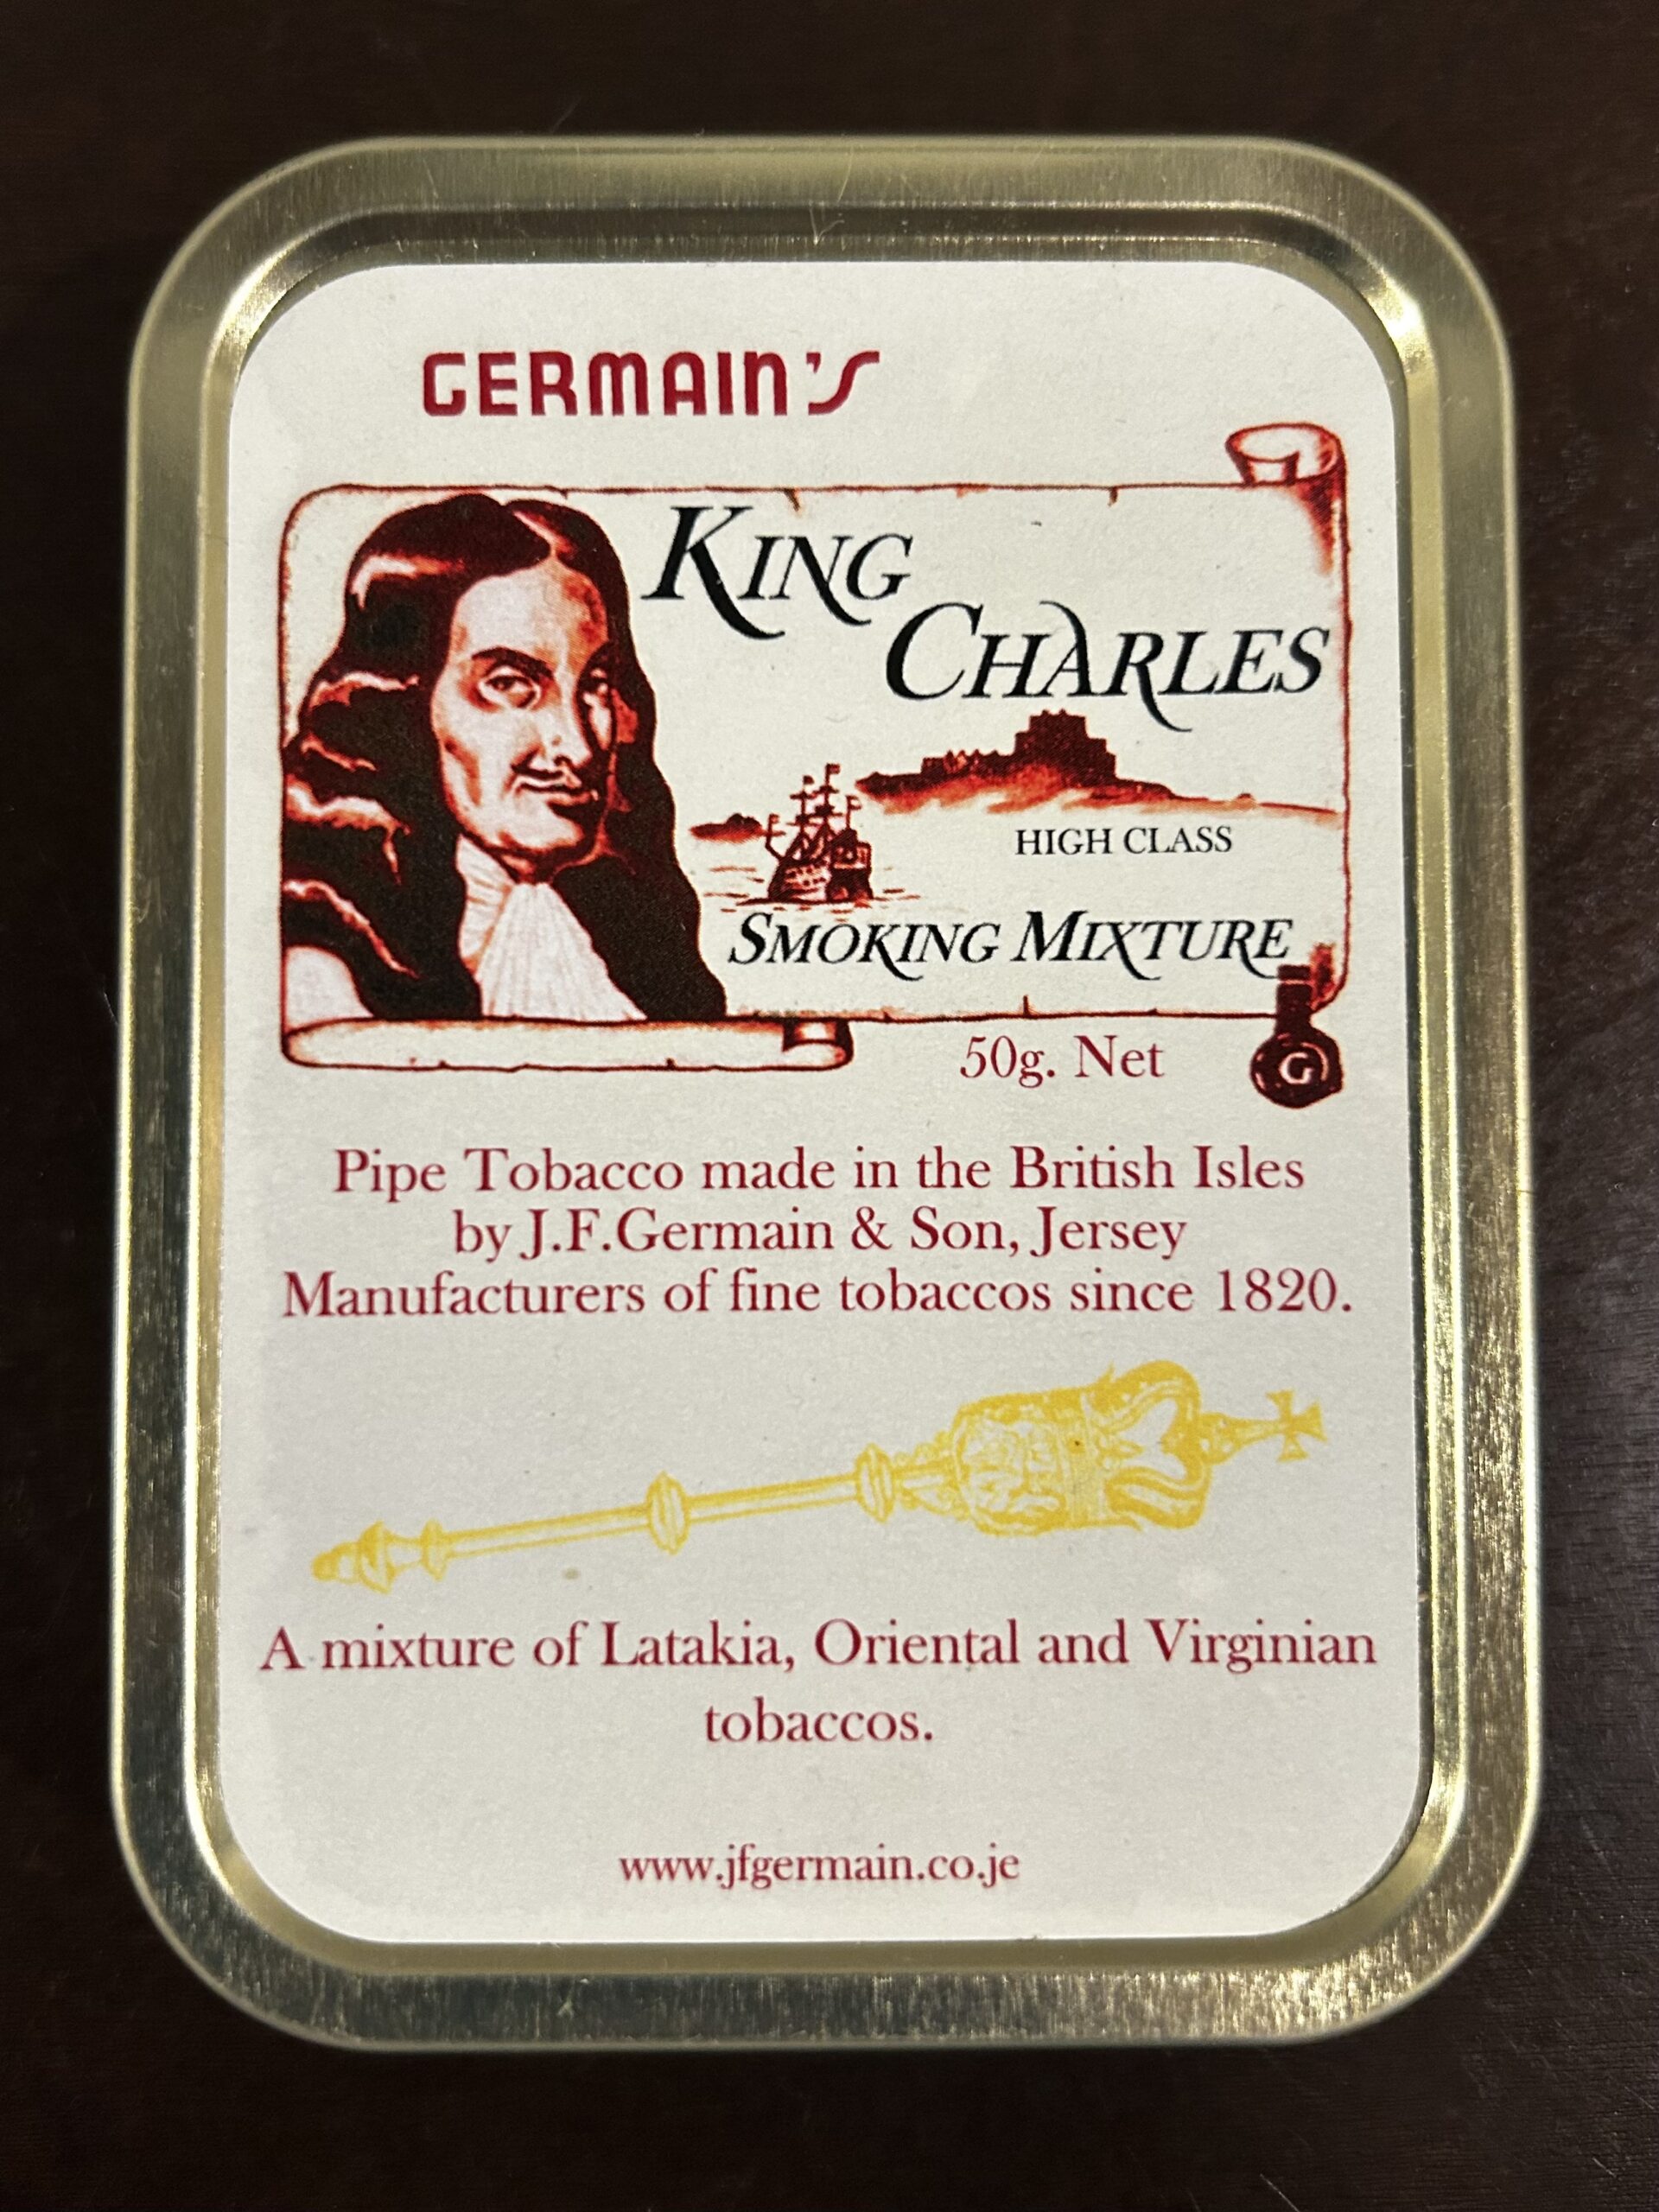 GERMAIN'S
KING
CHARLES
HIGH CLASS
SMOKING MIXTURE
50g. Net
G
Pipe Tobacco made in the British Isles
by J.F.Germain & Son, Jersey
Manufacturers of fine tobaccos since 1820.
A mixture of Latakia, Oriental and Virginian
tobaccos.
www.jfgermain.co.je